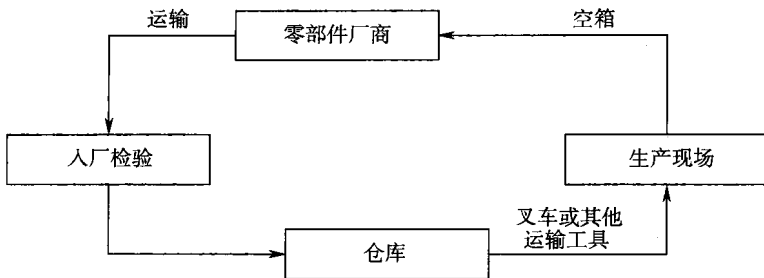 运输
零部件厂商
空箱
入厂检验
生产现场
叉车或其他
运输工具
仓库